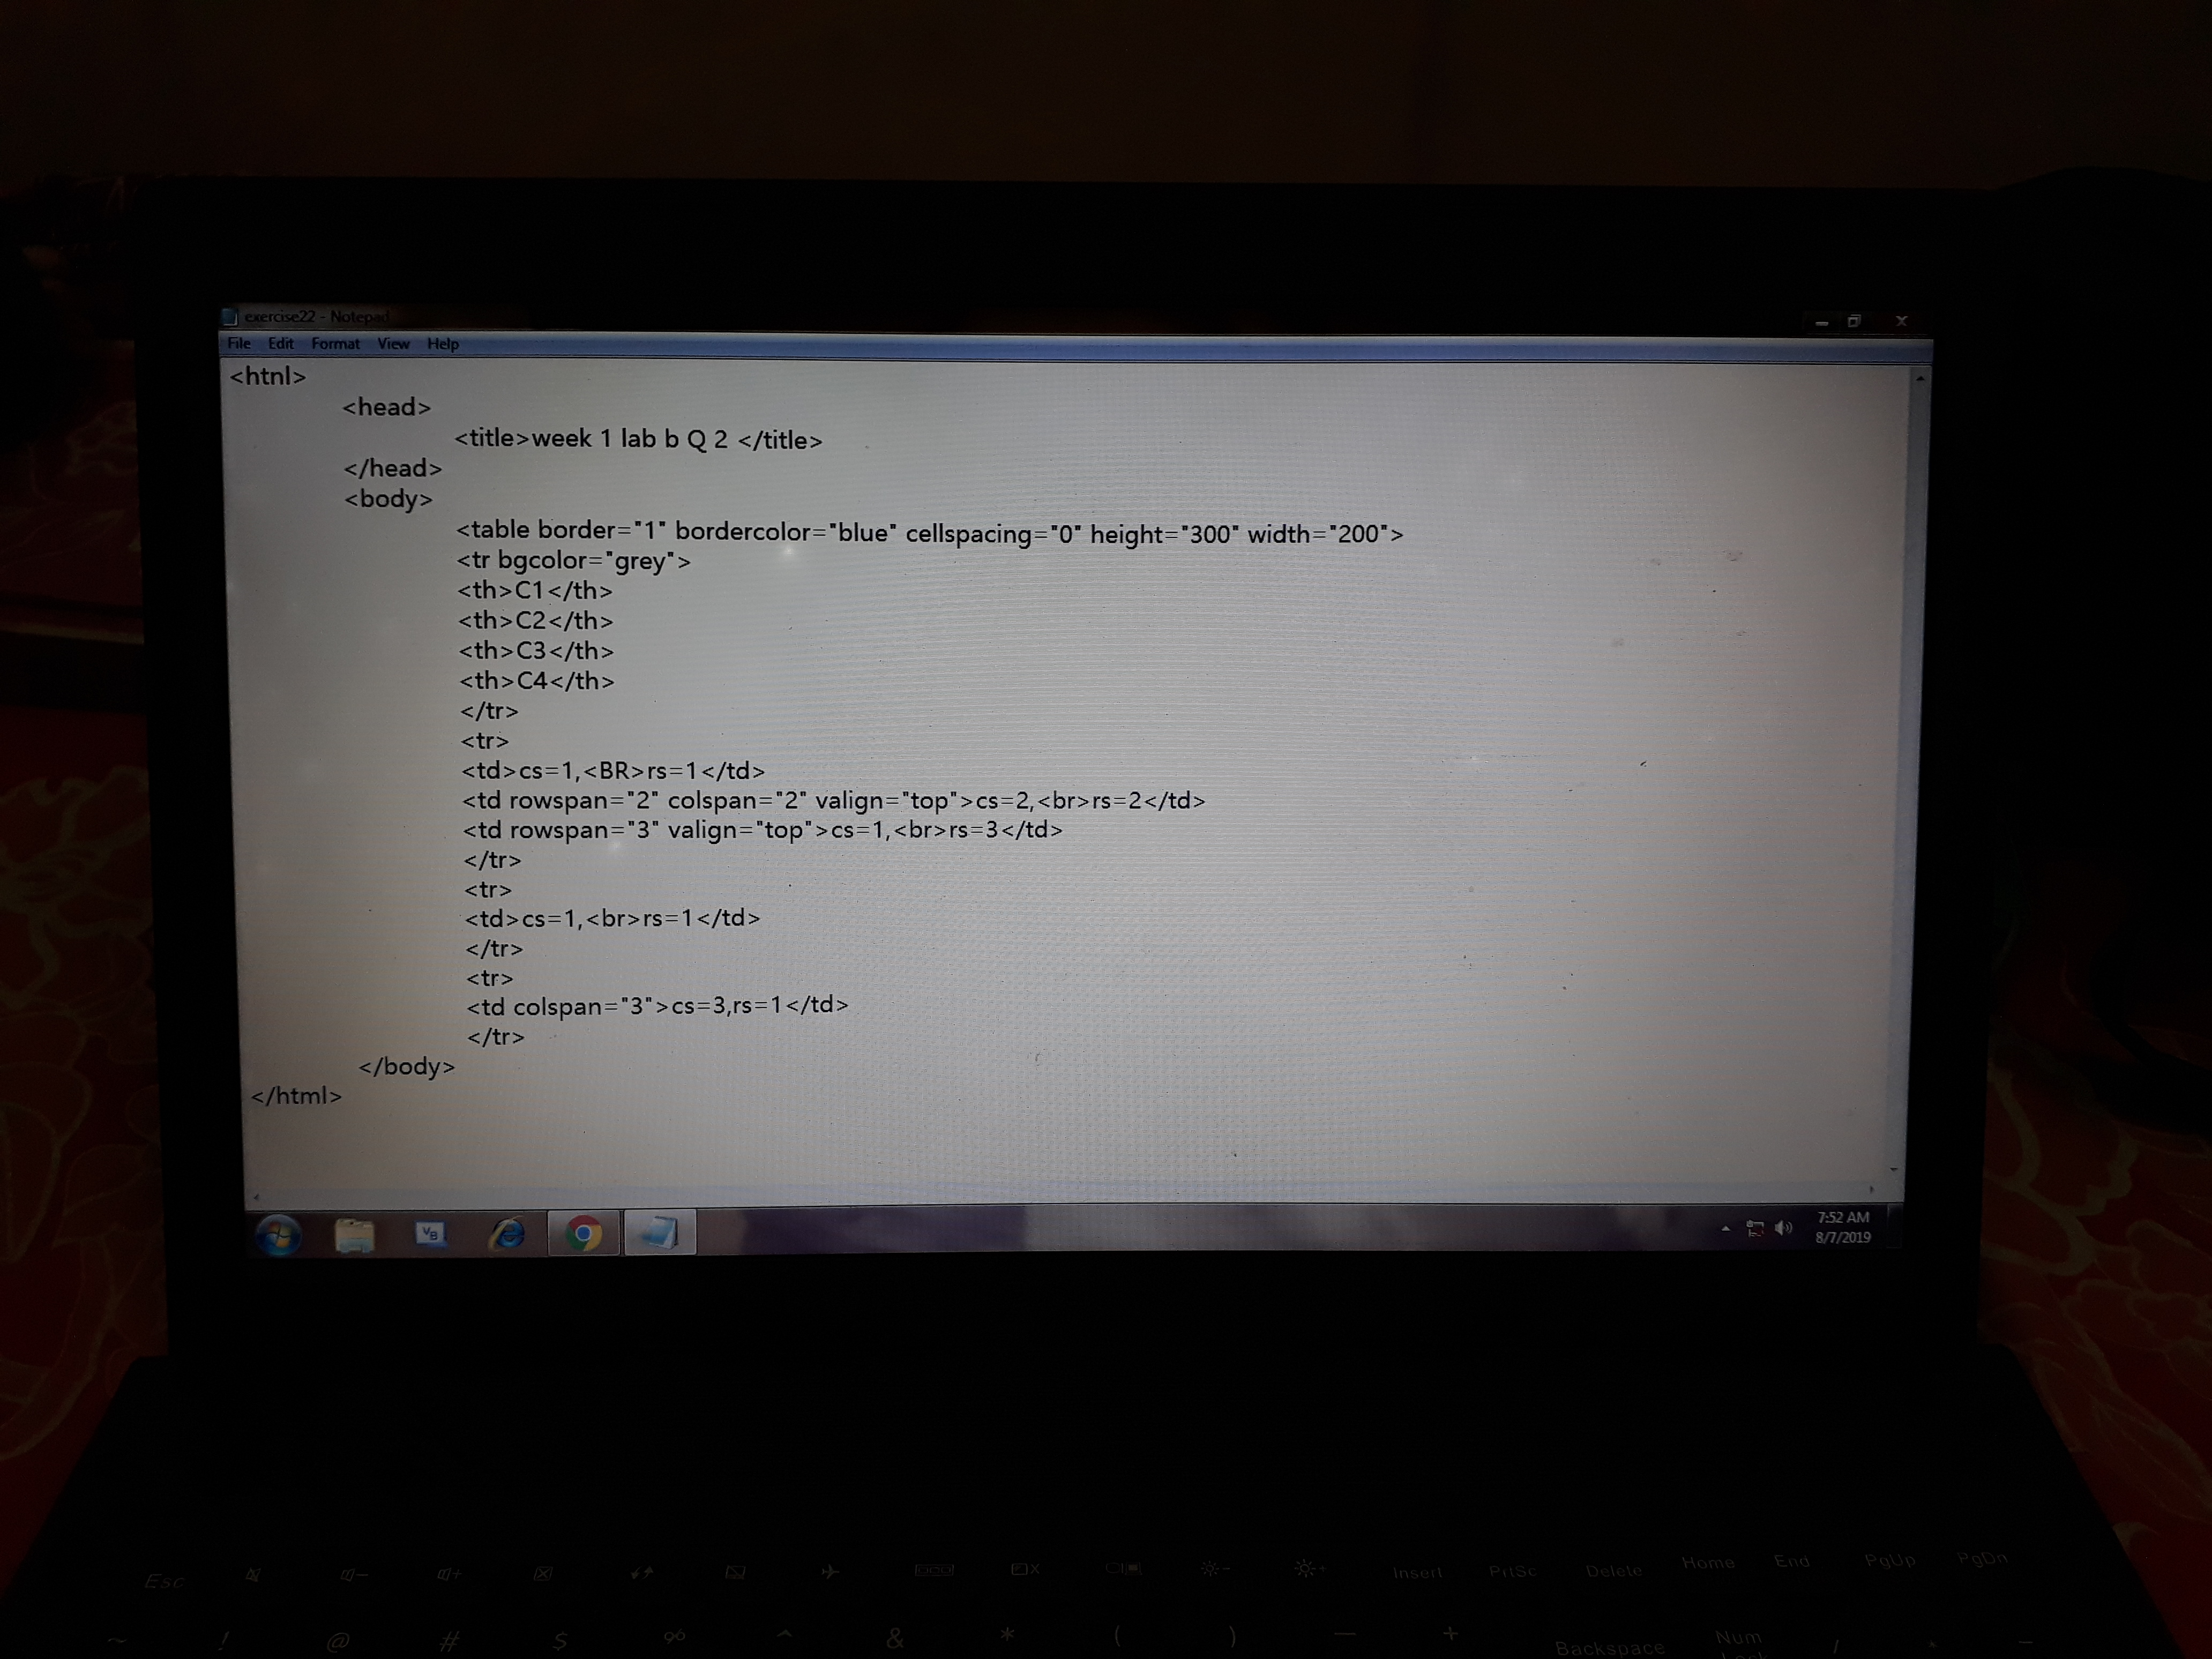 exercise22 - Notepad
File Edit Format View Help
<htnl>
<head>
<title>week 1 lab b Q 2 </title>
</head>
<body>
<table border="1" bordercolor="blue" cellspacing="0" height="300" width="200">
<tr bgcolor="grey">
<th>C1</th>
<th>C2</th>
<th>C3</th>
<th>C4</th>
</tr>
<tr>
<td>cs=1,<BR>rs=1</td>
<td rowspan="2" colspan="2" valign="top">cs=2,<br>rs=2</td>
<td rowspan="3" valign="top">cs=1,<br>rs=3</td>
</tr>
<tr>
<td>cs=1,<br>rs=1</td>
</tr>
<tr>
<td colspan="3">cs=3,rs=1</td>
</tr>
</body>
</html>
VB
7:52 AM
8/7/2019
Esc Insert PrtSc Delete Home End PgUp PgDn
~ ! @ # $ % ^ & * ( ) — + Backspace Num / * –